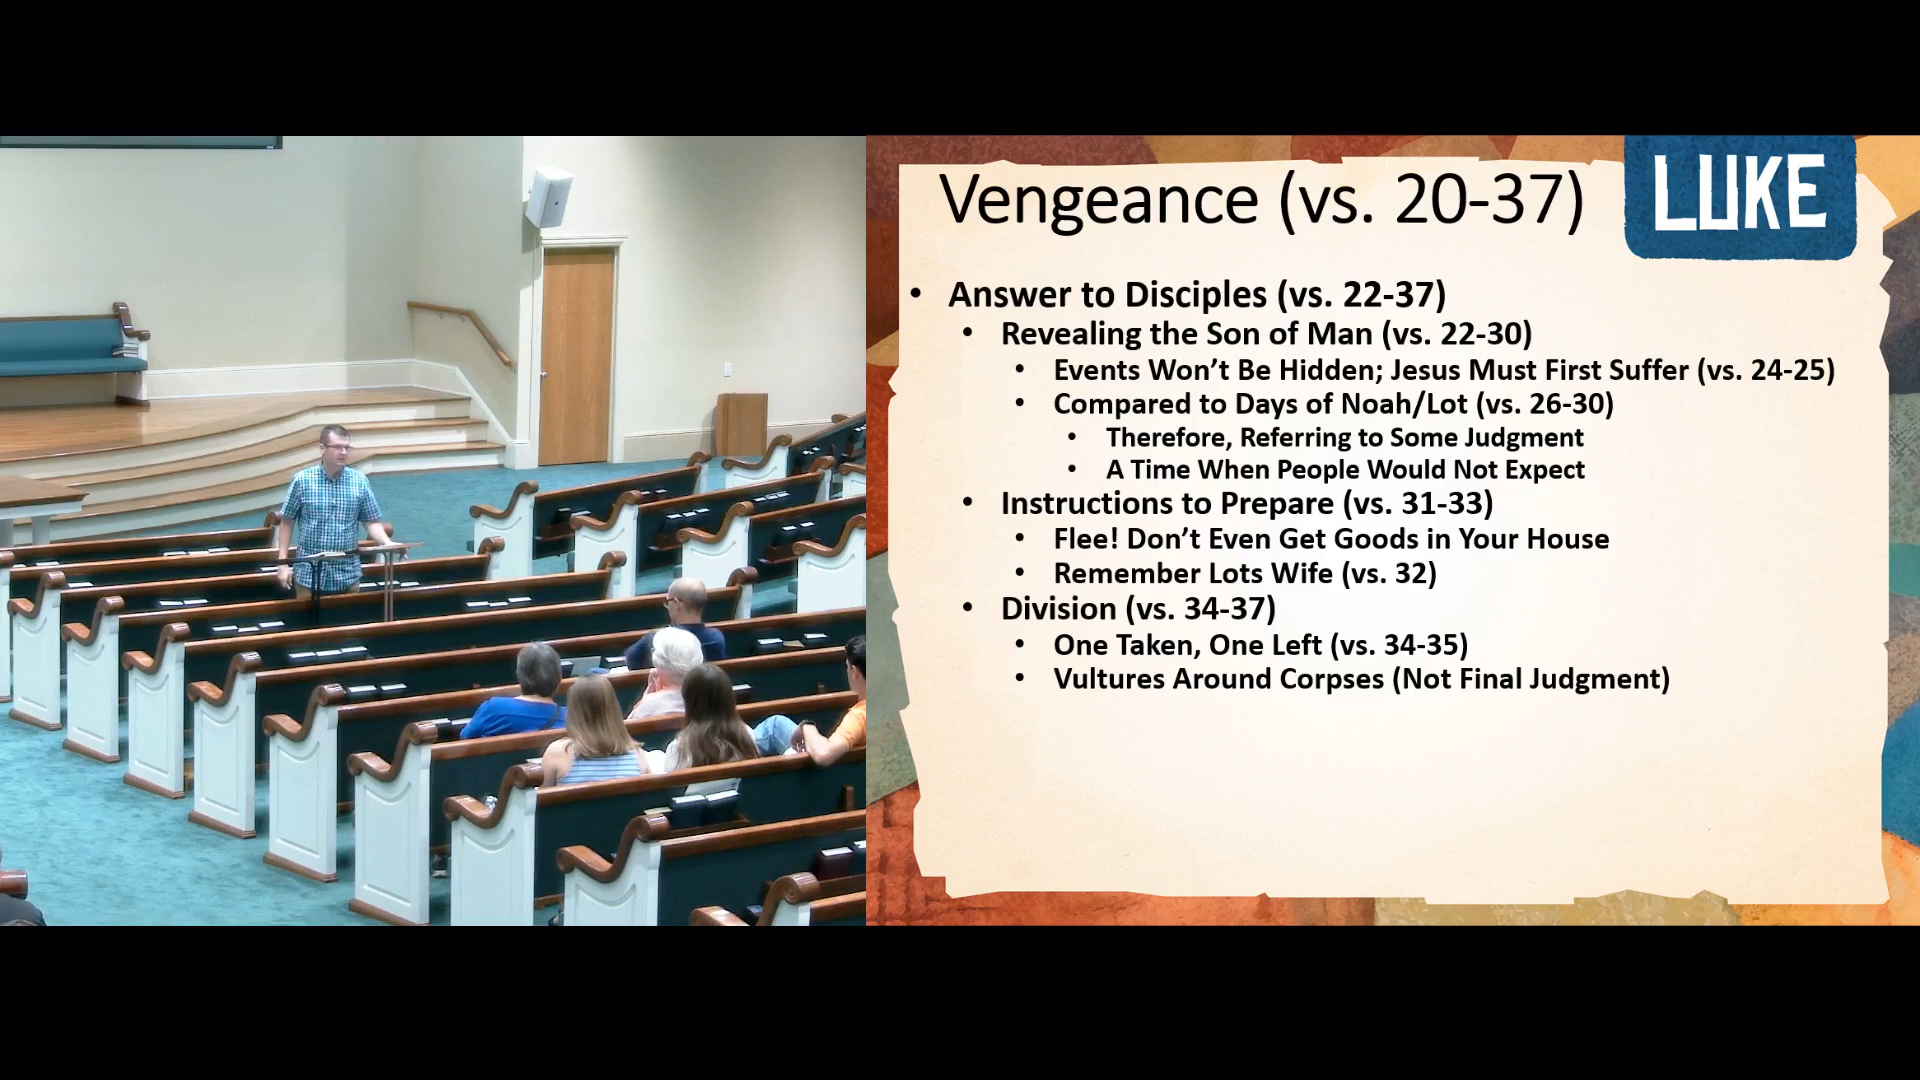 LUKE
Vengeance (vs. 20-37)
• Answer to Disciples (vs. 22-37)
• Revealing the Son of Man (vs. 22-30)
• Events Won't Be Hidden; Jesus Must First Suffer (vs. 24-25)
• Compared to Days of Noah/Lot (vs. 26-30)
• Therefore, Referring to Some Judgment
• A Time When People Would Not Expect
• Instructions to Prepare (vs. 31-33)
• Flee! Don't Even Get Goods in Your House
• Remember Lots Wife (vs. 32)
• Division (vs. 34-37)
• One Taken, One Left (vs. 34-35)
• Vultures Around Corpses (Not Final Judgment)